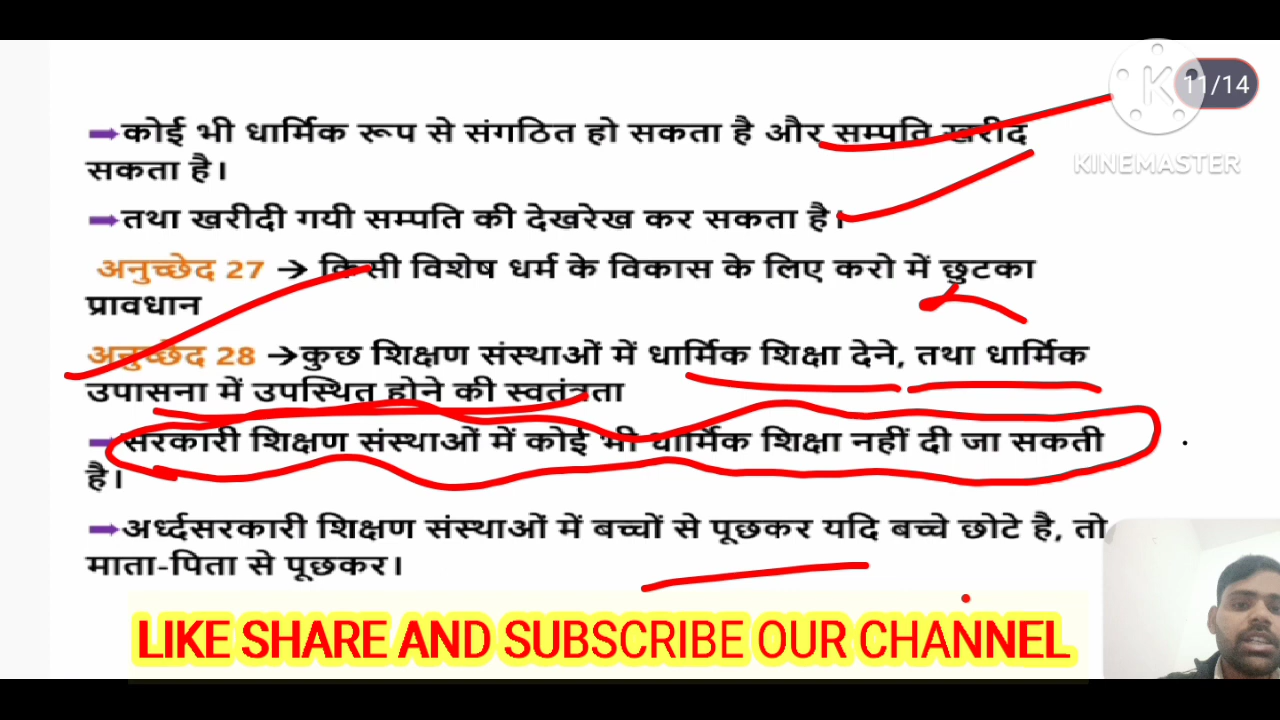 11/14
KINEMASTER
➡कोई भी धार्मिक रूप से संगठित हो सकता है और सम्पति खरीद
सकता है।
➡तथा खरीदी गयी सम्पति की देखरेख कर सकता है।
अनुच्छेद 27 → किसी विशेष धर्म के विकास के लिए करो में छुटका
प्रावधान
अनुच्छेद 28 →कुछ शिक्षण संस्थाओं में धार्मिक शिक्षा देने, तथा धार्मिक
उपासना में उपस्थित होने की स्वतंत्रता
➡सरकारी शिक्षण संस्थाओं में कोई भी धार्मिक शिक्षा नहीं दी जा सकती
है।
➡अर्ध्दसरकारी शिक्षण संस्थाओं में बच्चों से पूछकर यदि बच्चे छोटे है, तो
माता-पिता से पूछकर।
LIKE SHARE AND SUBSCRIBE OUR CHANNEL